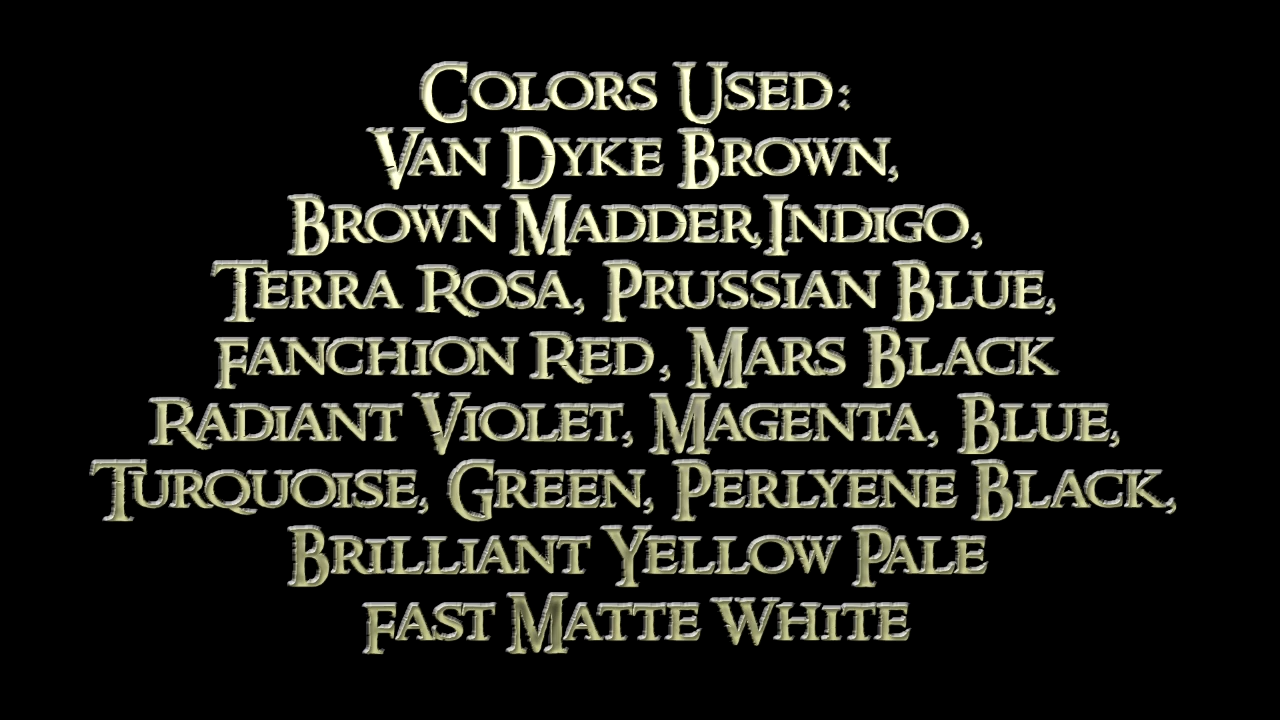 Colors Used:
Van Dyke Brown,
Brown Madder,Indigo,
Terra Rosa, Prussian Blue,
Fanchion Red, Mars Black
Radiant Violet, Magenta, Blue,
Turquoise, Green, Perlyene Black,
Brilliant Yellow Pale
Fast Matte White